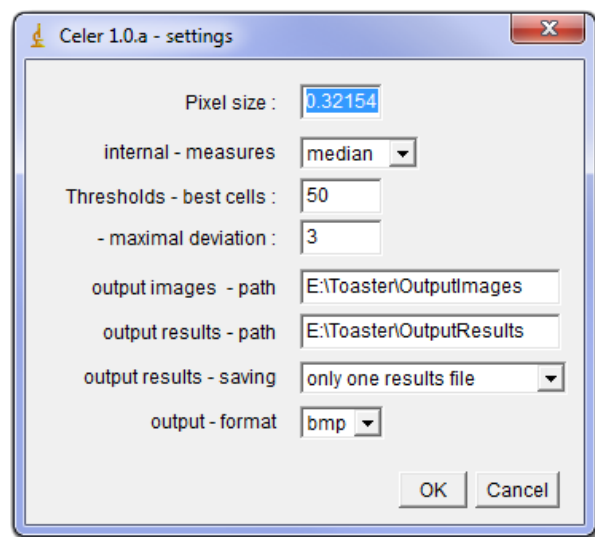 Celer 1.0.a - settings
Pixel size : 0.32154
internal - measures median
Thresholds - best cells : 50
- maximal deviation : 3
output images - path E:\Toaster\OutputImages
output results - path E:\Toaster\OutputResults
output results - saving only one results file
output - format bmp
OK Cancel